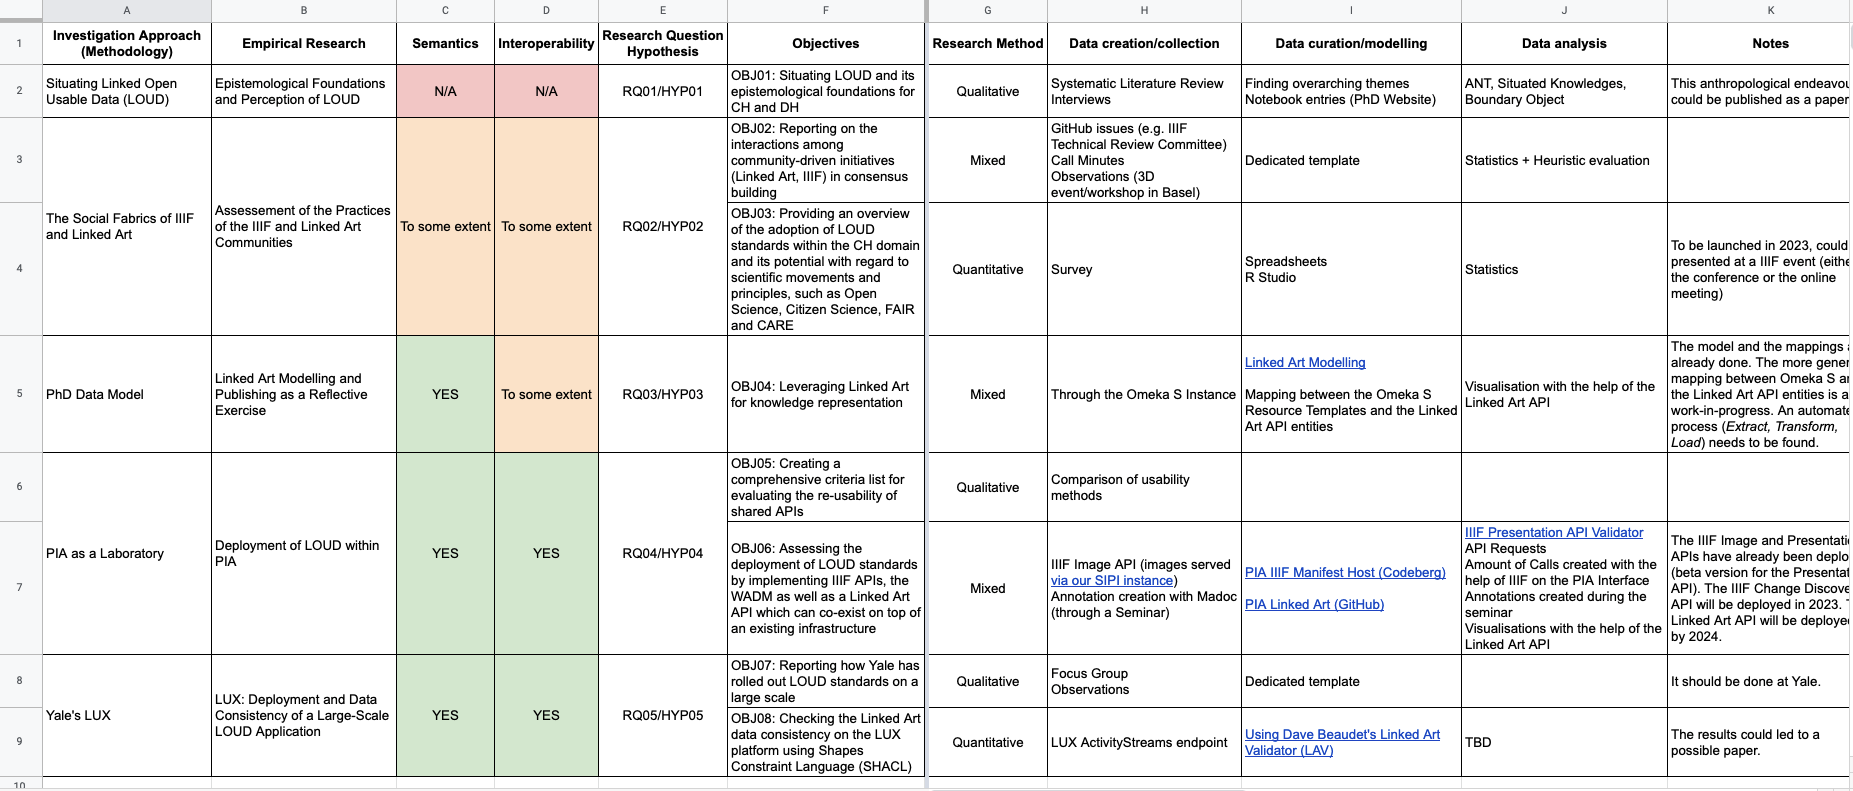 A B C D E F G H I J K
1 Investigation Approach
(Methodology)
Empirical Research
Semantics
Interoperability
Research Question
Hypothesis
Objectives
Research Method
Data creation/collection
Data curation/modelling
Data analysis
Notes
2
Situating Linked Open
Usable Data (LOUD)
Epistemological Foundations
and Perception of LOUD
N/A
N/A
RQ01/HYP01
OBJ01: Situating LOUD and its
epistemological foundations for
CH and DH
Qualitative
Systematic Literature Review
Interviews
Finding overarching themes
Notebook entries (PhD Website)
ANT, Situated Knowledges,
Boundary Object
This anthropological endeavou
could be published as a paper
3
The Social Fabrics of IIIF
and Linked Art
Assessement of the Practices
of the IIIF and Linked Art
Communities
To some extent
To some extent
RQ02/HYP02
OBJ02: Reporting on the
interactions among
community-driven initiatives
(Linked Art, IIIF) in consensus
building
Mixed
GitHub issues (e.g. IIIF
Technical Review Committee)
Call Minutes
Observations (3D
event/workshop in Basel)
Dedicated template
Statistics + Heuristic evaluation
4
OBJ03: Providing an overview
of the adoption of LOUD
standards within the CH domain
and its potential with regard to
scientific movements and
principles, such as Open
Science, Citizen Science, FAIR
and CARE
Quantitative
Survey
Spreadsheets
R Studio
Statistics
To be launched in 2023, could
presented at a IIIF event (eithe
the conference or the online
meeting)
5
PhD Data Model
Linked Art Modelling and
Publishing as a Reflective
Exercise
YES
To some extent
RQ03/HYP03
OBJ04: Leveraging Linked Art
for knowledge representation
Mixed
Through the Omeka S Instance
Linked Art Modelling
Mapping between the Omeka S
Resource Templates and the Linked
Art API entities
Visualisation with the help of the
Linked Art API
The model and the mappings a
already done. The more gener
mapping between Omeka S a
the Linked Art API entities is a
work-in-progress. An automate
process (Extract, Transform,
Load) needs to be found.
6
PIA as a Laboratory
Deployment of LOUD within
PIA
YES
YES
RQ04/HYP04
OBJ05: Creating a
comprehensive criteria list for
evaluating the re-usability of
shared APIs
Qualitative
Comparison of usability
methods
7
OBJ06: Assessing the
deployment of LOUD standards
by implementing IIIF APIs, the
WADM as well as a Linked Art
API which can co-exist on top of
an existing infrastructure
Mixed
IIIF Image API (images served
via our SIPI instance)
Annotation creation with Madoc
(through a Seminar)
PIA IIIF Manifest Host (Codeberg)
PIA Linked Art (GitHub)
IIIF Presentation API Validator
API Requests
Amount of Calls created with the
help of IIIF on the PIA Interface
Annotations created during the
seminar
Visualisations with the help of the
Linked Art API
The IIIF Image and Presentati
APIs have already been deplo
(beta version for the Presentat
API). The IIIF Change Discove
API will be deployed in 2023.
Linked Art API will be deploye
by 2024.
8
Yale's LUX
LUX: Deployment and Data
Consistency of a Large-Scale
LOUD Application
YES
YES
RQ05/HYP05
OBJ07: Reporting how Yale has
rolled out LOUD standards on a
large scale
Qualitative
Focus Group
Observations
Dedicated template
It should be done at Yale.
9
OBJ08: Checking the Linked Art
data consistency on the LUX
platform using Shapes
Constraint Language (SHACL)
Quantitative
LUX ActivityStreams endpoint
Using Dave Beaudet's Linked Art
Validator (LAV)
TBD
The results could led to a
possible paper.
10